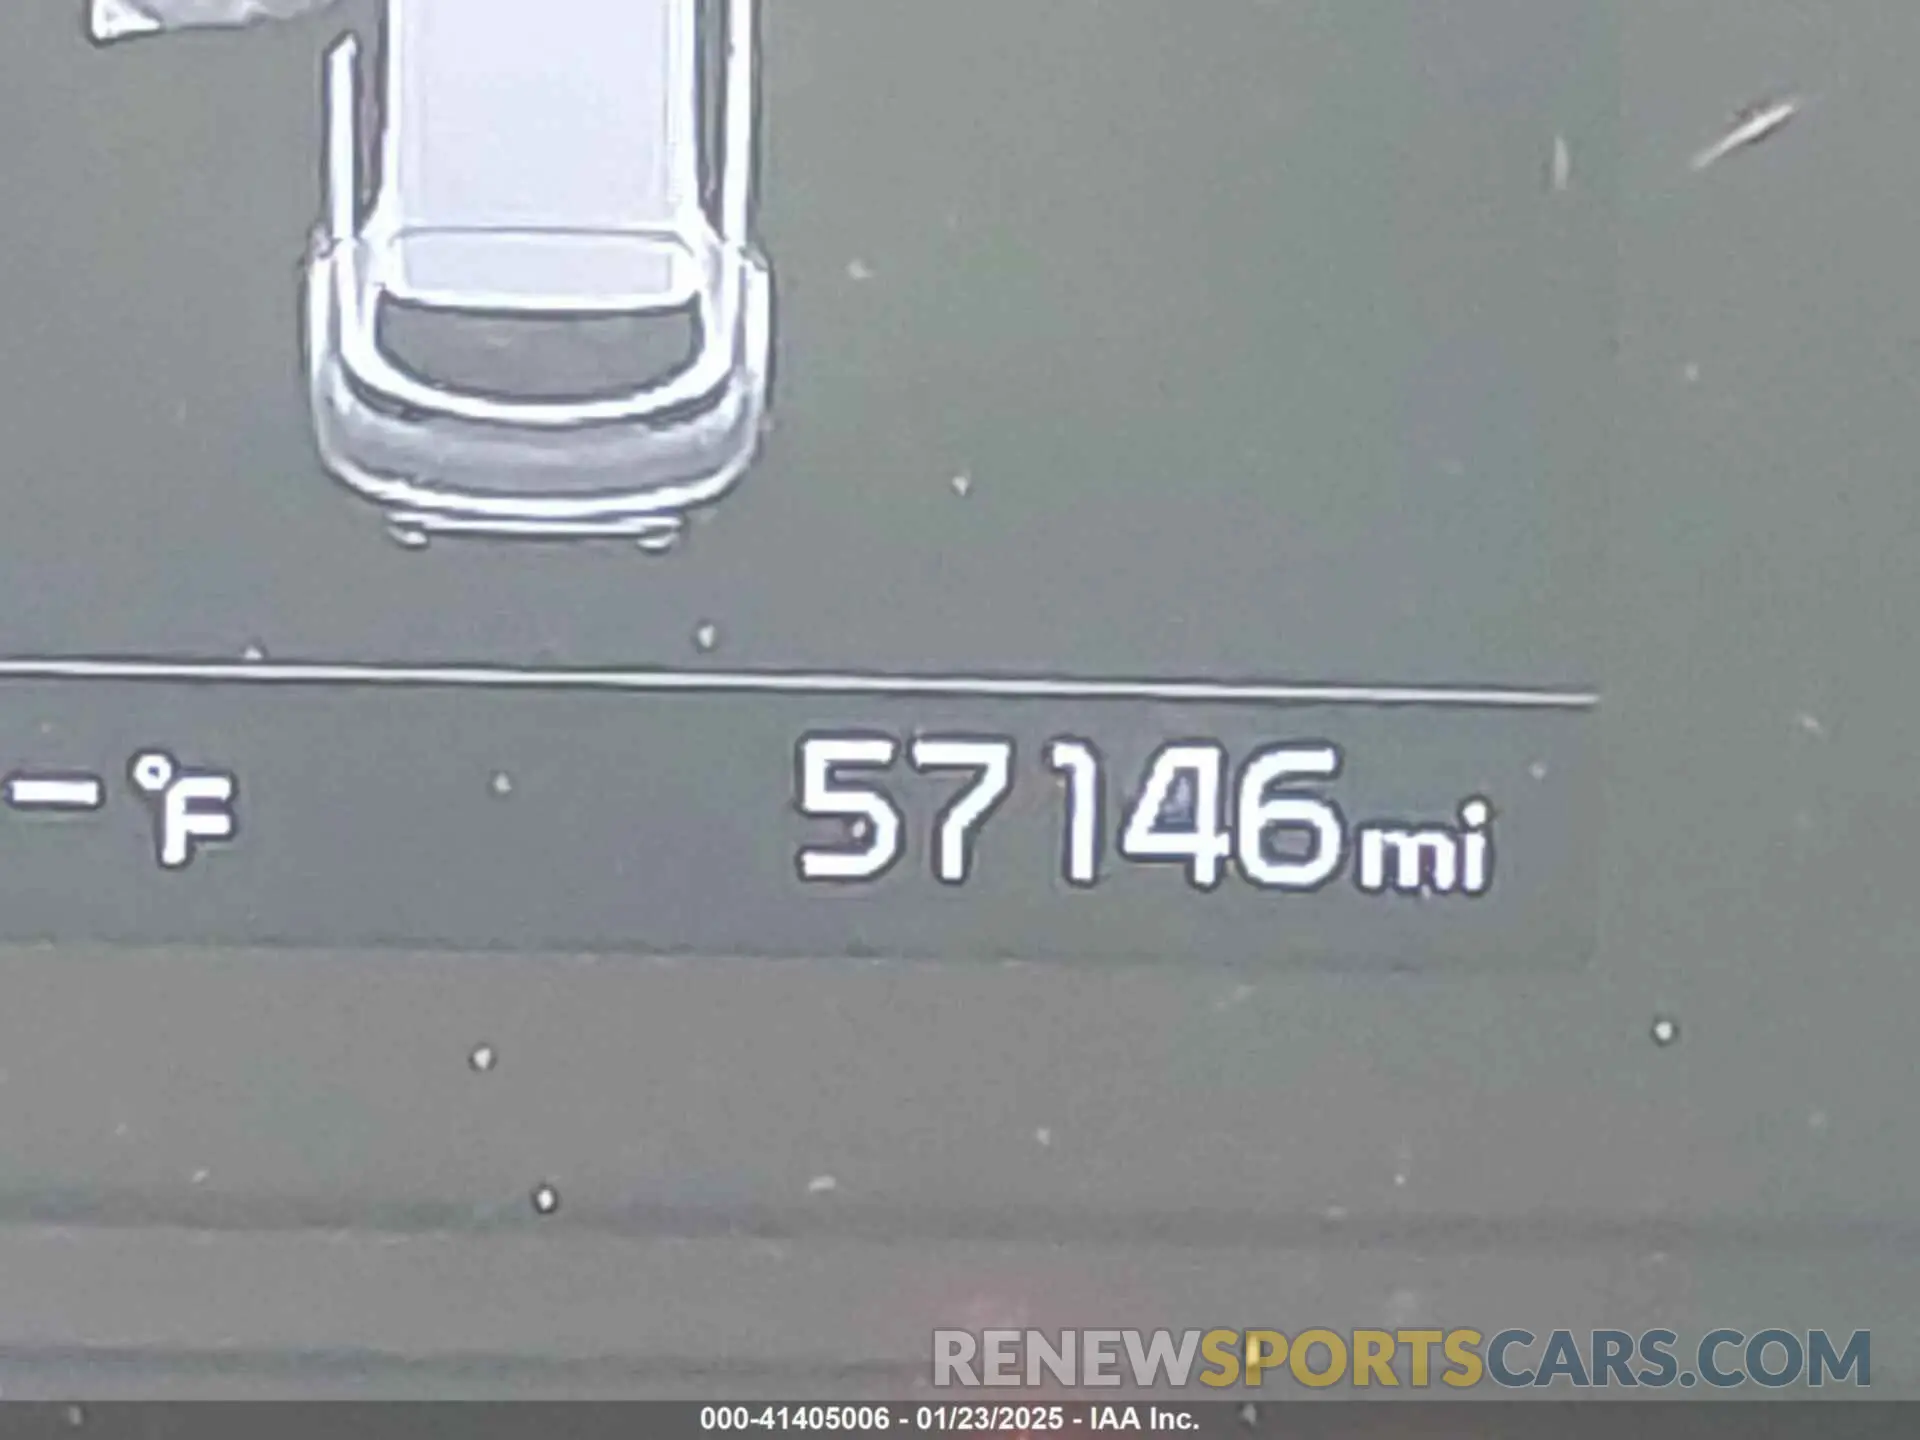 -°F 57146mi
RENEWSPORTSCARS.COM
000-41405006 - 01/23/2025 - IAA Inc.